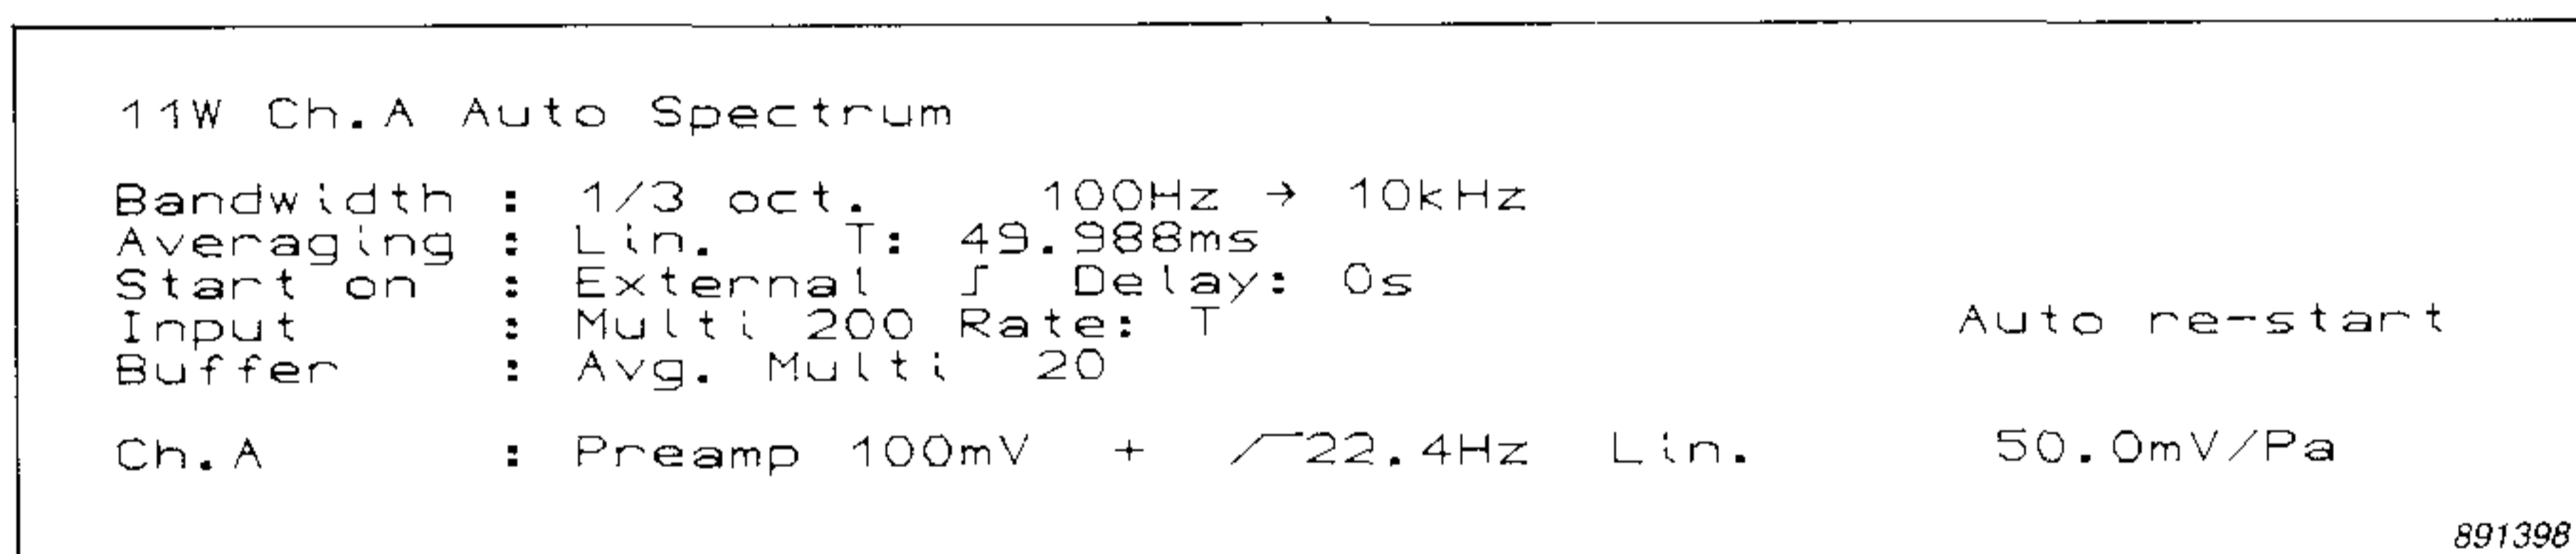 11W Ch.A Auto Spectrum
Bandwidth : 1/3 oct. 100Hz → 10kHz
Averaging : Lin. T: 49.988ms
Start on : External ∫ Delay: 0s
Input : Multi 200 Rate: T Auto re-start
Buffer : Avg. Multi 20
Ch.A : Preamp 100mV + ⟋‾22.4Hz Lin. 50.0mV/Pa
891398